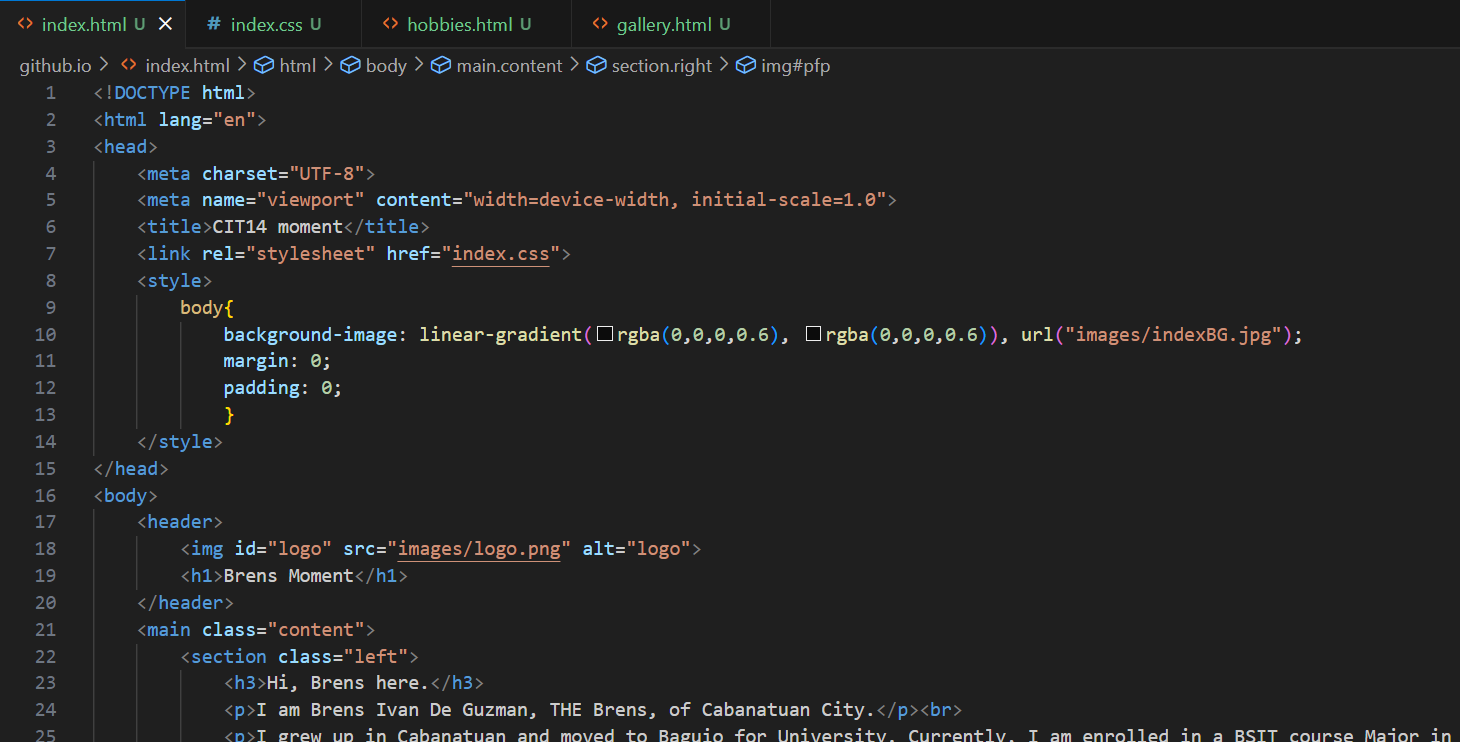 index.html U
index.css U
hobbies.html U
gallery.html U
github.io > index.html > html > body > main.content > section.right > img#pfp
1 <!DOCTYPE html>
2 <html lang="en">
3 <head>
4 <meta charset="UTF-8">
5 <meta name="viewport" content="width=device-width, initial-scale=1.0">
6 <title>CIT14 moment</title>
7 <link rel="stylesheet" href="index.css">
8 <style>
9 body{
10 background-image: linear-gradient(rgba(0,0,0,0.6), rgba(0,0,0,0.6)), url("images/indexBG.jpg");
11 margin: 0;
12 padding: 0;
13 }
14 </style>
15 </head>
16 <body>
17 <header>
18 <img id="logo" src="images/logo.png" alt="logo">
19 <h1>Brens Moment</h1>
20 </header>
21 <main class="content">
22 <section class="left">
23 <h3>Hi, Brens here.</h3>
24 <p>I am Brens Ivan De Guzman, THE Brens, of Cabanatuan City.</p><br>
25 <p>I grew up in Cabanatuan and moved to Baguio for University. Currently, I am enrolled in a BSIT course Major in